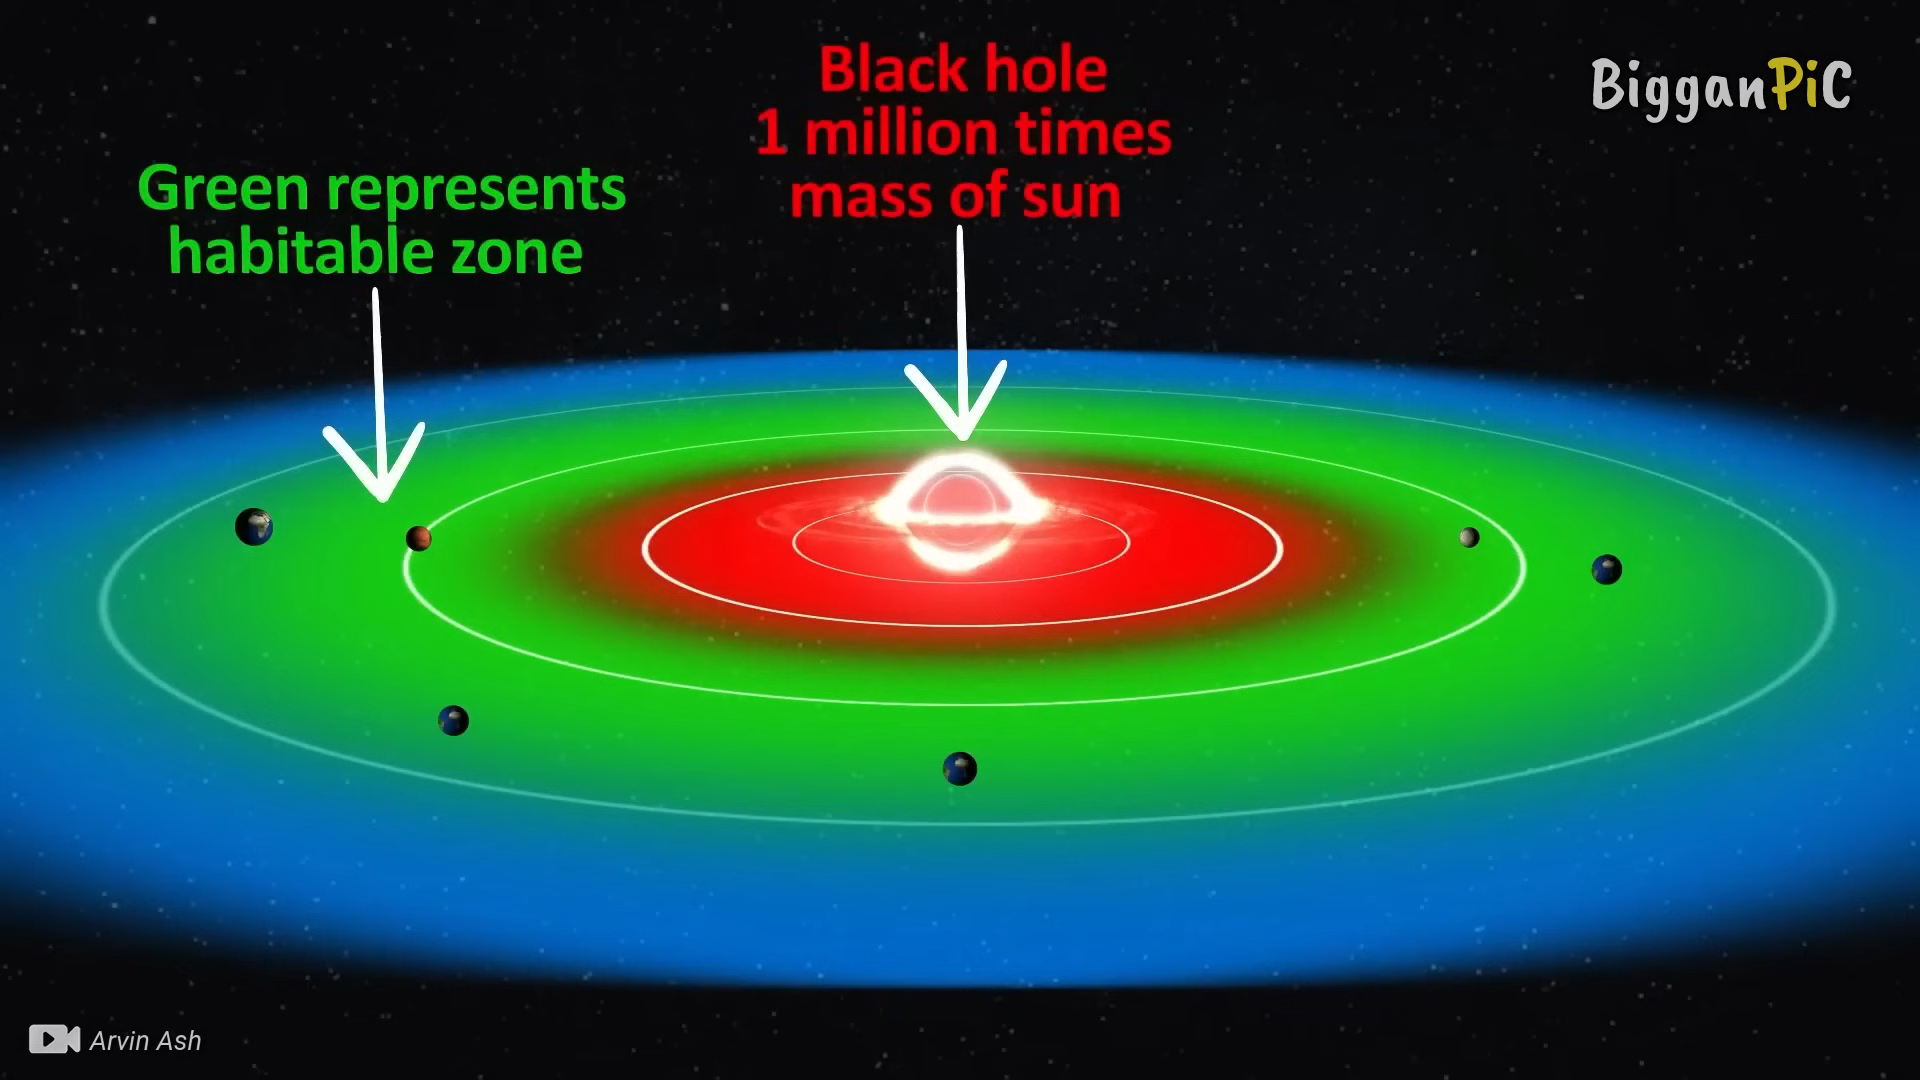 Black hole
1 million times
mass of sun
BigganPiC
Green represents
habitable zone
Arvin Ash